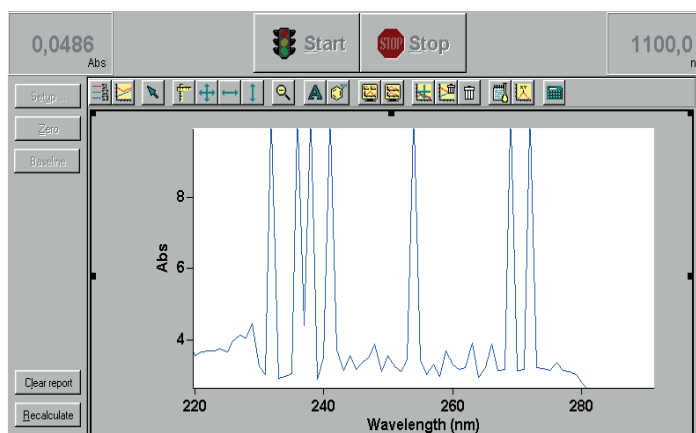 0,0486
Abs
Start
STOP Stop
1100,0
n
Setup ...
Zero
Baseline
A
XY
Abs
8
6
4
220
240
260
280
Wavelength (nm)
Clear report
Recalculate